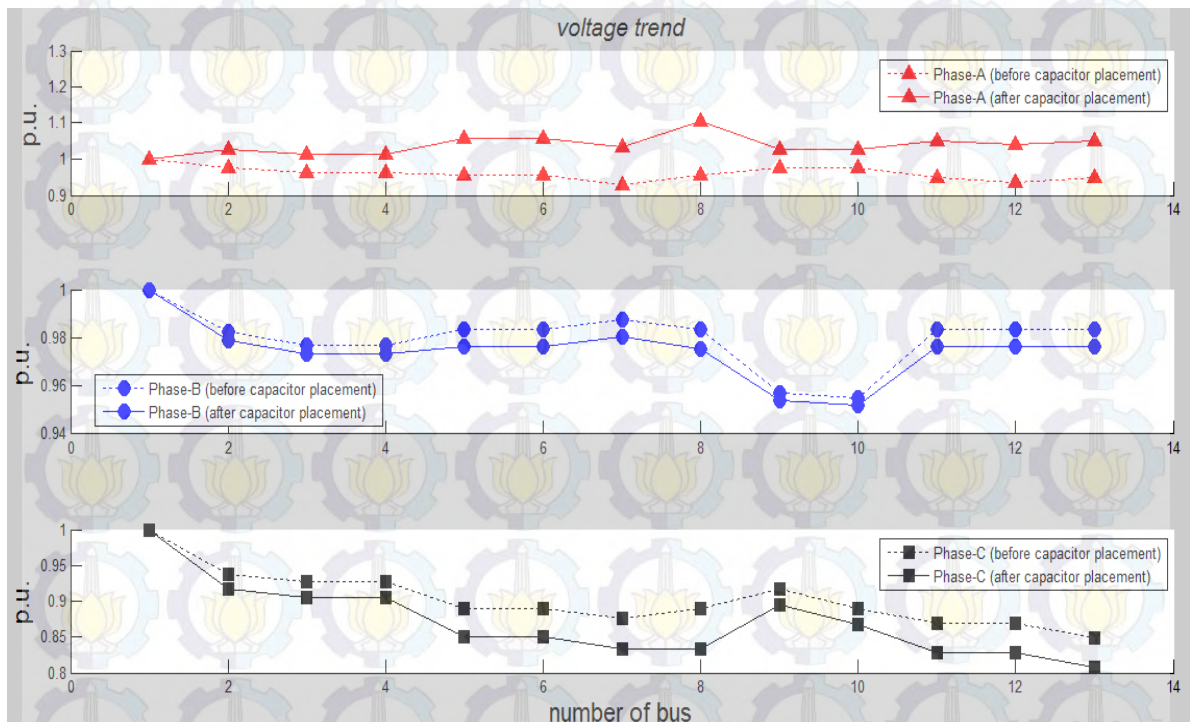 voltage trend
1.3
1.2
1.1
1
0.9
p.u.
Phase-A (before capacitor placement)
Phase-A (after capacitor placement)
0 2 4 6 8 10 12 14
1
0.98
0.96
0.94
p.u.
Phase-B (before capacitor placement)
Phase-B (after capacitor placement)
0 2 4 6 8 10 12 14
1
0.95
0.9
0.85
0.8
p.u.
Phase-C (before capacitor placement)
Phase-C (after capacitor placement)
0 2 4 6 8 10 12 14
number of bus